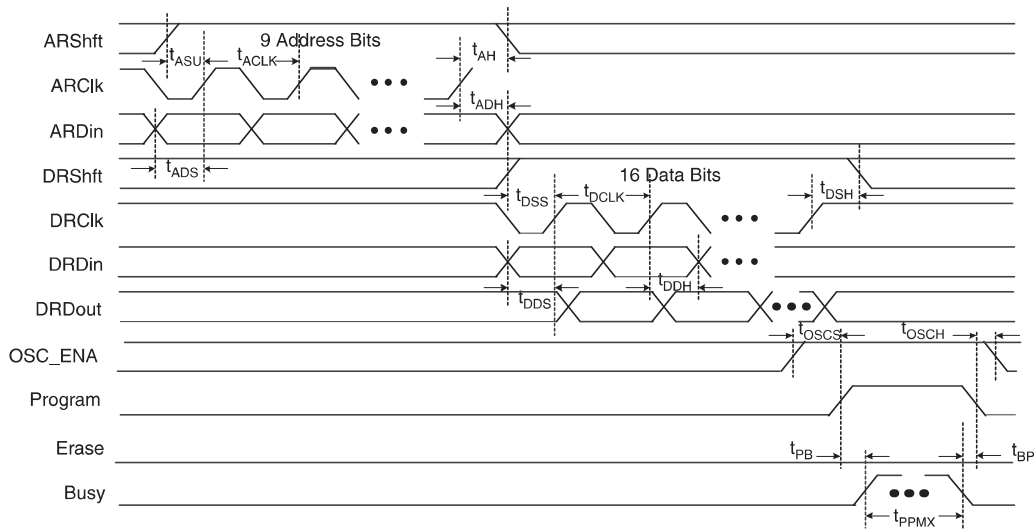 ARShft
9 Address Bits
tASU
tACLK
tAH
ARClk
tADH
ARDin
tADS
DRShft
16 Data Bits
tDSS
tDCLK
tDSH
DRClk
DRDin
tDDS
tDDH
DRDout
tOSCS
tOSCH
OSC_ENA
Program
Erase
tPB
tBP
Busy
tPPMX